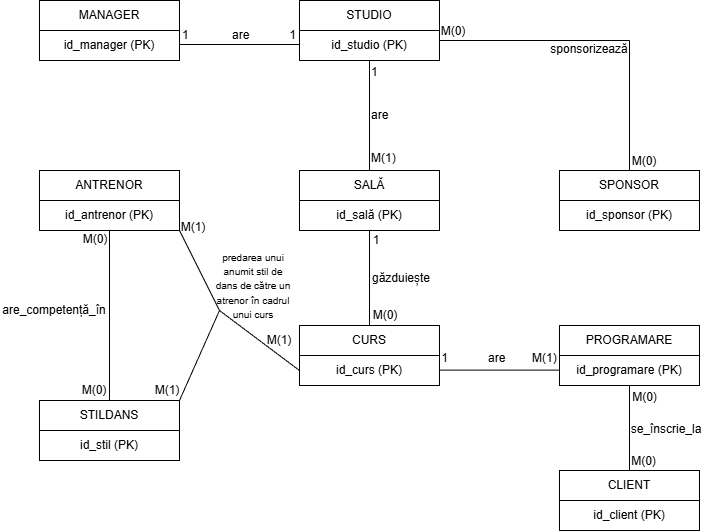 MANAGER
id_manager (PK)
1
are
1
STUDIO
id_studio (PK)
M(0)
sponsorizează
M(0)
SPONSOR
id_sponsor (PK)
1
are
M(1)
SALĂ
id_sală (PK)
1
găzduiește
M(0)
ANTRENOR
id_antrenor (PK)
M(0)
M(1)
predarea unui
anumit stil de
dans de către un
atrenor în cadrul
unui curs
are_competență_în
M(0)
M(1)
M(1)
STILDANS
id_stil (PK)
CURS
id_curs (PK)
1
are
M(1)
PROGRAMARE
id_programare (PK)
M(0)
se_înscrie_la
M(0)
CLIENT
id_client (PK)